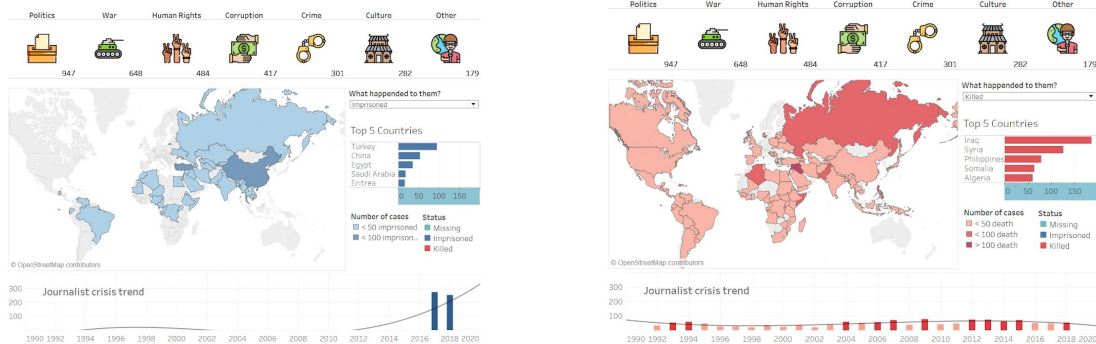 Politics War Human Rights Corruption Crime Culture Other
947 648 484 417 301 282 179
What happended to them?
Imprisoned
Top 5 Countries
Turkey
China
Egypt
Saudi Arabia
Eritrea
0 50 100 150
Number of cases Status
< 50 imprisoned Missing
< 100 imprison.. Imprisoned
Killed
© OpenStreetMap contributors
Journalist crisis trend
300
100
1990 1992 1994 1996 1998 2000 2002 2004 2006 2008 2010 2012 2014 2016 2018 2020
Politics War Human Rights Corruption Crime Culture Other
947 648 484 417 301 282 179
What happended to them?
Killed
Top 5 Countries
Iraq
Syria
Philippines
Somalia
Algeria
0 50 100 150
Number of cases Status
< 50 death Missing
< 100 death Imprisoned
> 100 death Killed
© OpenStreetMap contributors
Journalist crisis trend
300
100
1990 1992 1994 1996 1998 2000 2002 2004 2006 2008 2010 2012 2014 2016 2018 2020